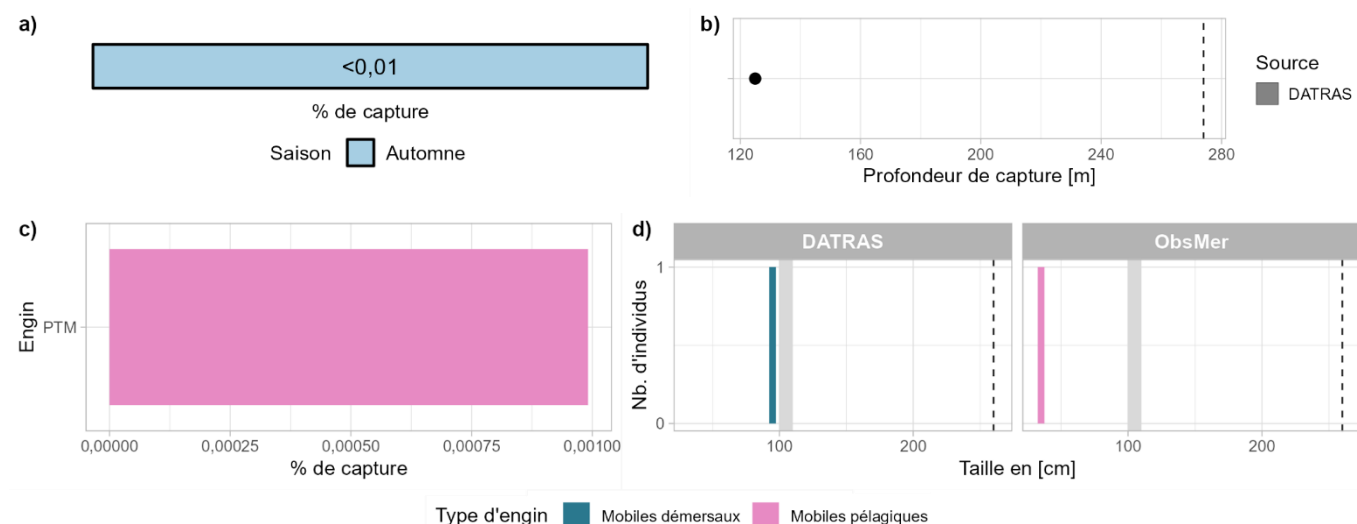 a)
<0,01
% de capture
Saison Automne
b)
120 160 200 240 280
Profondeur de capture [m]
Source
DATRAS
c)
Engin
PTM
0,00000 0,00025 0,00050 0,00075 0,00100
% de capture
d)
DATRAS ObsMer
Nb. d'individus
1
0
100 200 100 200
Taille en [cm]
Type d'engin Mobiles démersaux Mobiles pélagiques